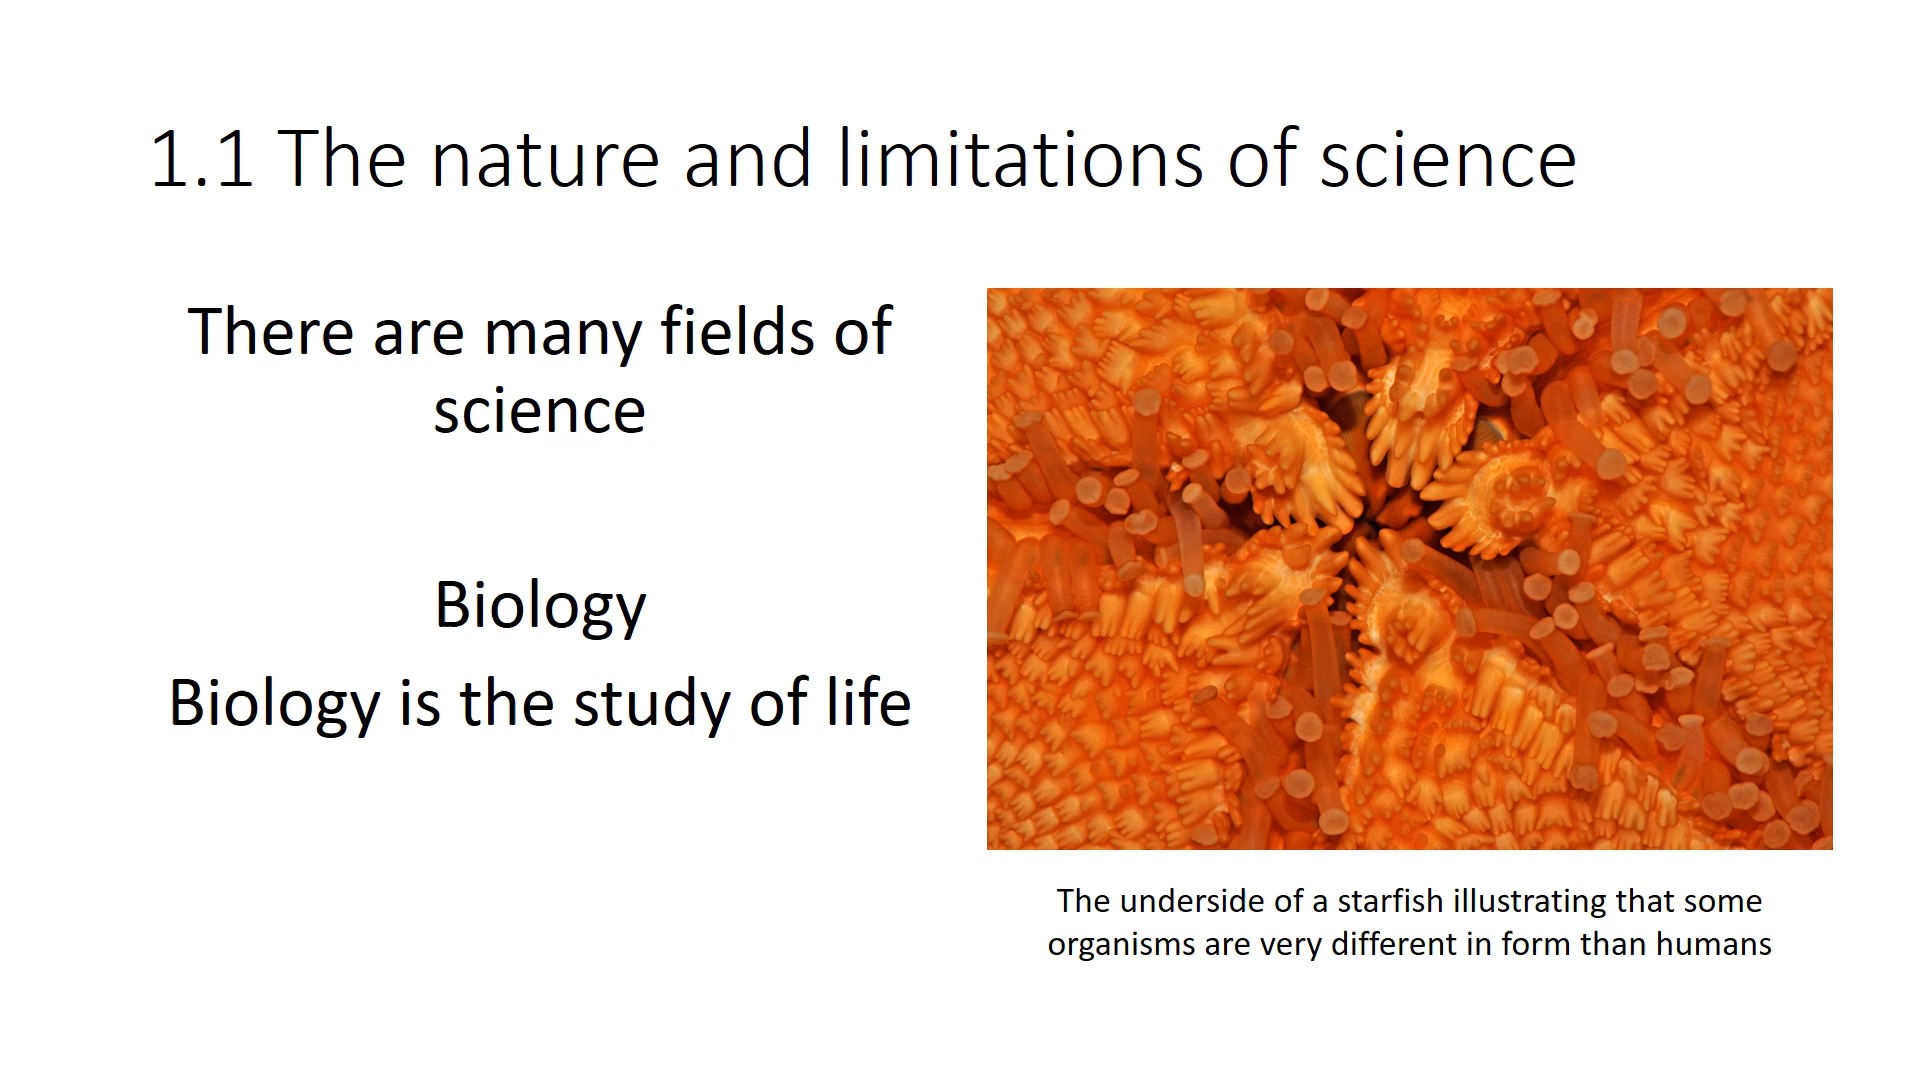 1.1 The nature and limitations of science
There are many fields of
science
Biology
Biology is the study of life
The underside of a starfish illustrating that some
organisms are very different in form than humans